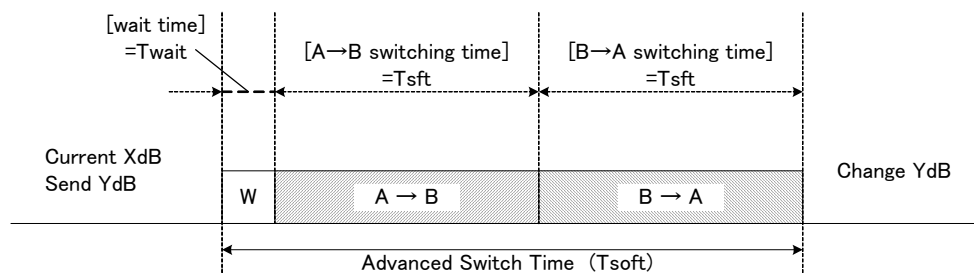 [wait time]
=Twait
[A→B switching time]
=Tsft
[B→A switching time]
=Tsft
Current XdB
Send YdB
W
A → B
B → A
Change YdB
Advanced Switch Time (Tsoft)